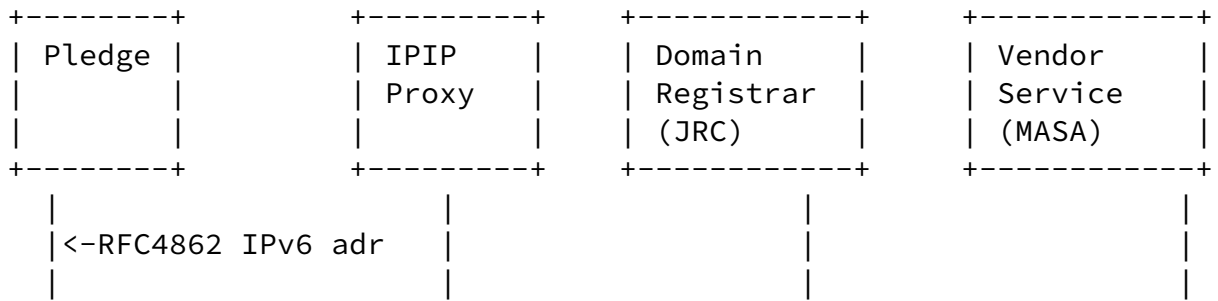 +--------+ +---------+ +------------+ +------------+
| Pledge | | IPIP | | Domain | | Vendor |
| | | Proxy | | Registrar | | Service |
| | | | | (JRC) | | (MASA) |
+--------+ +---------+ +------------+ +------------+
| | | |
|<-RFC4862 IPv6 adr | | |
| | | |